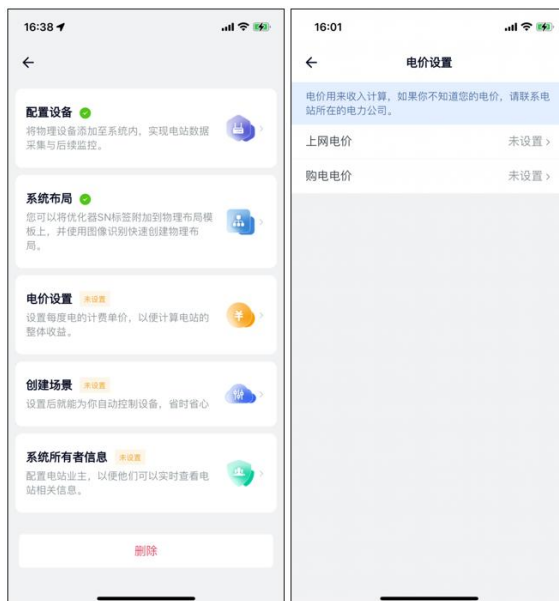 16:38
配置设备
将物理设备添加至系统内，实现电站数据
采集与后续监控。
系统布局
您可以将优化器SN标签附加到物理布局模
板上，并使用图像识别快速创建物理布
局。
电价设置 未设置
设置每度电的计费单价，以便计算电站的
整体收益。
创建场景 未设置
设置后就能为你自动控制设备，省时省心
系统所有者信息 未设置
配置电站业主，以便他们可以实时查看电
站相关信息。
删除
16:01
电价设置
电价用来收入计算，如果你不知道您的电价，请联系电
站所在的电力公司。
上网电价 未设置
购电电价 未设置